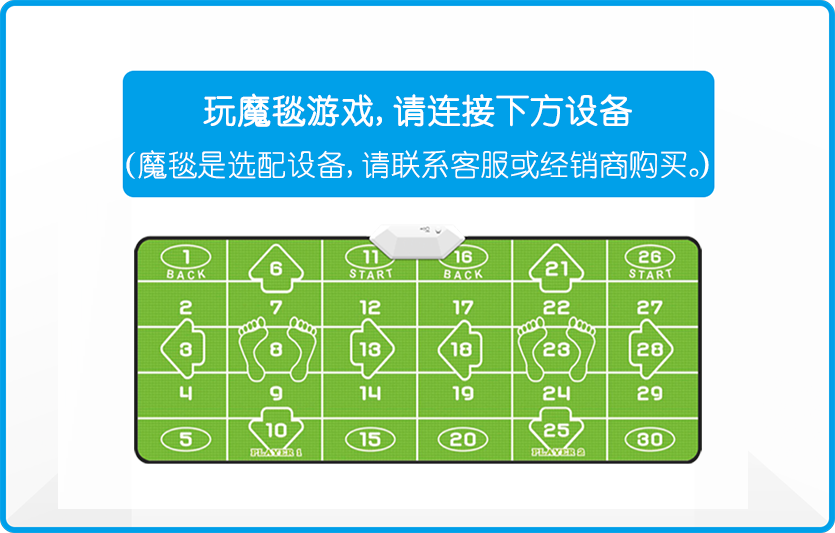 玩魔毯游戏,请连接下方设备
(魔毯是选配设备,请联系客服或经销商购买。)
1 6 11 16 21 26
BACK START BACK START
2 7 12 17 22 27
3 8 13 18 23 28
4 9 14 19 24 29
5 10 15 20 25 30
PLAYER 1 PLAYER 2